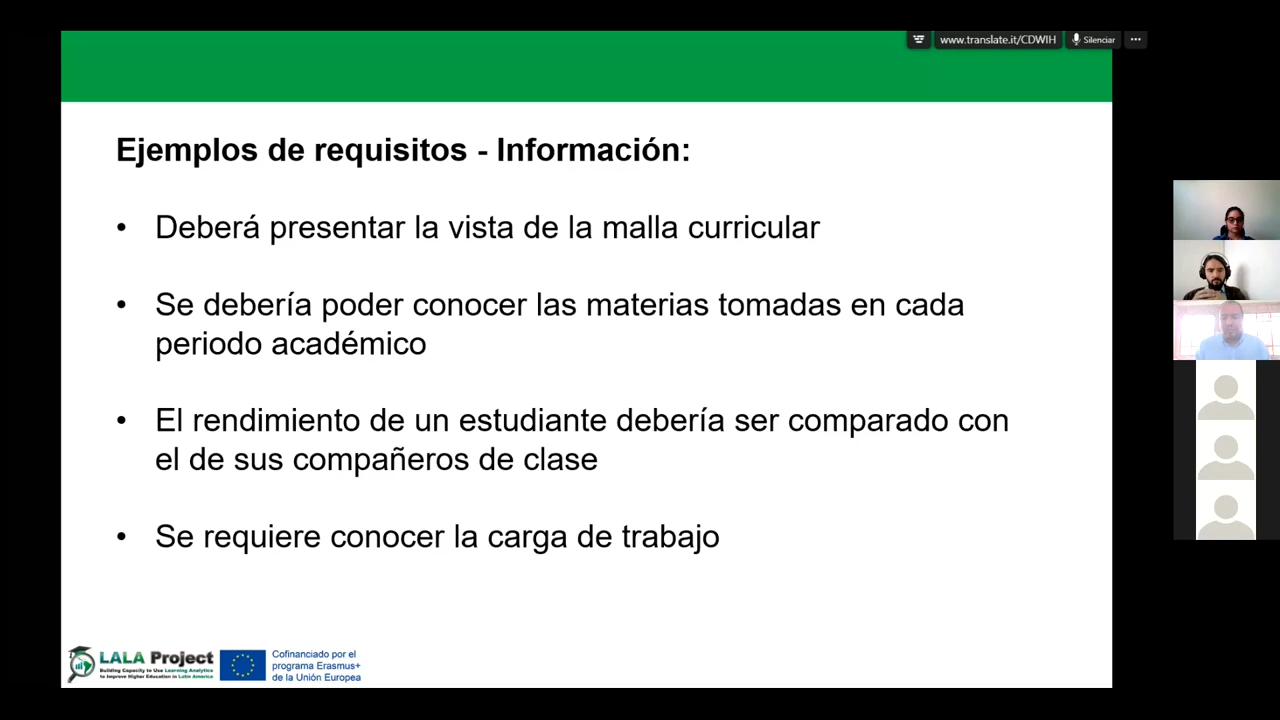 www.translate.it/CDWIH
Silenciar
Ejemplos de requisitos - Información:
• Deberá presentar la vista de la malla curricular
• Se debería poder conocer las materias tomadas en cada
periodo académico
• El rendimiento de un estudiante debería ser comparado con
el de sus compañeros de clase
• Se requiere conocer la carga de trabajo
LALA Project
Building Capacity to Use Learning Analytics
to Improve Higher Education in Latin America
Cofinanciado por el
programa Erasmus+
de la Unión Europea